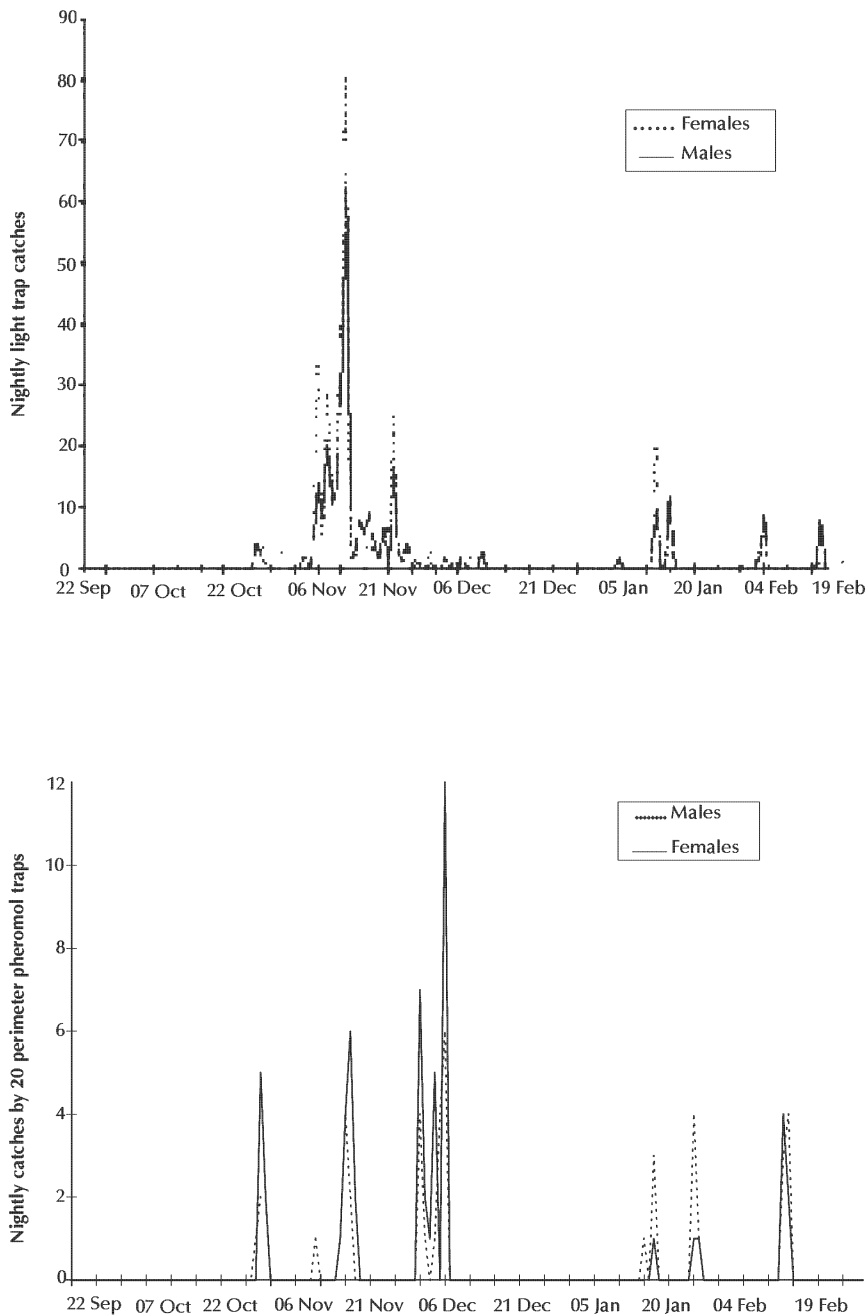 90
80
70
60
50
40
30
20
10
0
Nightly light trap catches
Females
Males
22 Sep 07 Oct 22 Oct 06 Nov 21 Nov 06 Dec 21 Dec 05 Jan 20 Jan 04 Feb 19 Feb
12
10
8
6
4
2
0
Nightly catches by 20 perimeter pheromol traps
Males
Females
22 Sep 07 Oct 22 Oct 06 Nov 21 Nov 06 Dec 21 Dec 05 Jan 20 Jan 04 Feb 19 Feb